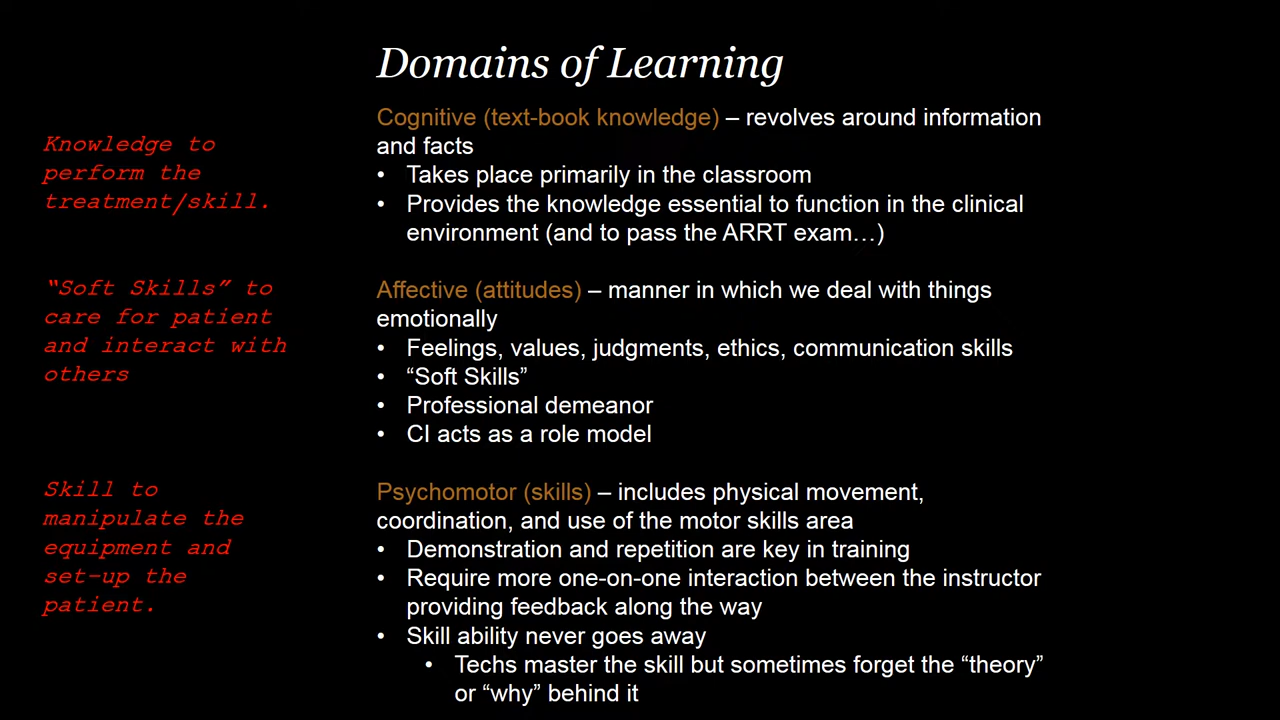 Domains of Learning
Knowledge to
perform the
treatment/skill.
Cognitive (text-book knowledge) – revolves around information
and facts
• Takes place primarily in the classroom
• Provides the knowledge essential to function in the clinical
environment (and to pass the ARRT exam…)
“Soft Skills” to
care for patient
and interact with
others
Affective (attitudes) – manner in which we deal with things
emotionally
• Feelings, values, judgments, ethics, communication skills
• “Soft Skills”
• Professional demeanor
• CI acts as a role model
Skill to
manipulate the
equipment and
set-up the
patient.
Psychomotor (skills) – includes physical movement,
coordination, and use of the motor skills area
• Demonstration and repetition are key in training
• Require more one-on-one interaction between the instructor
providing feedback along the way
• Skill ability never goes away
• Techs master the skill but sometimes forget the “theory”
or “why” behind it